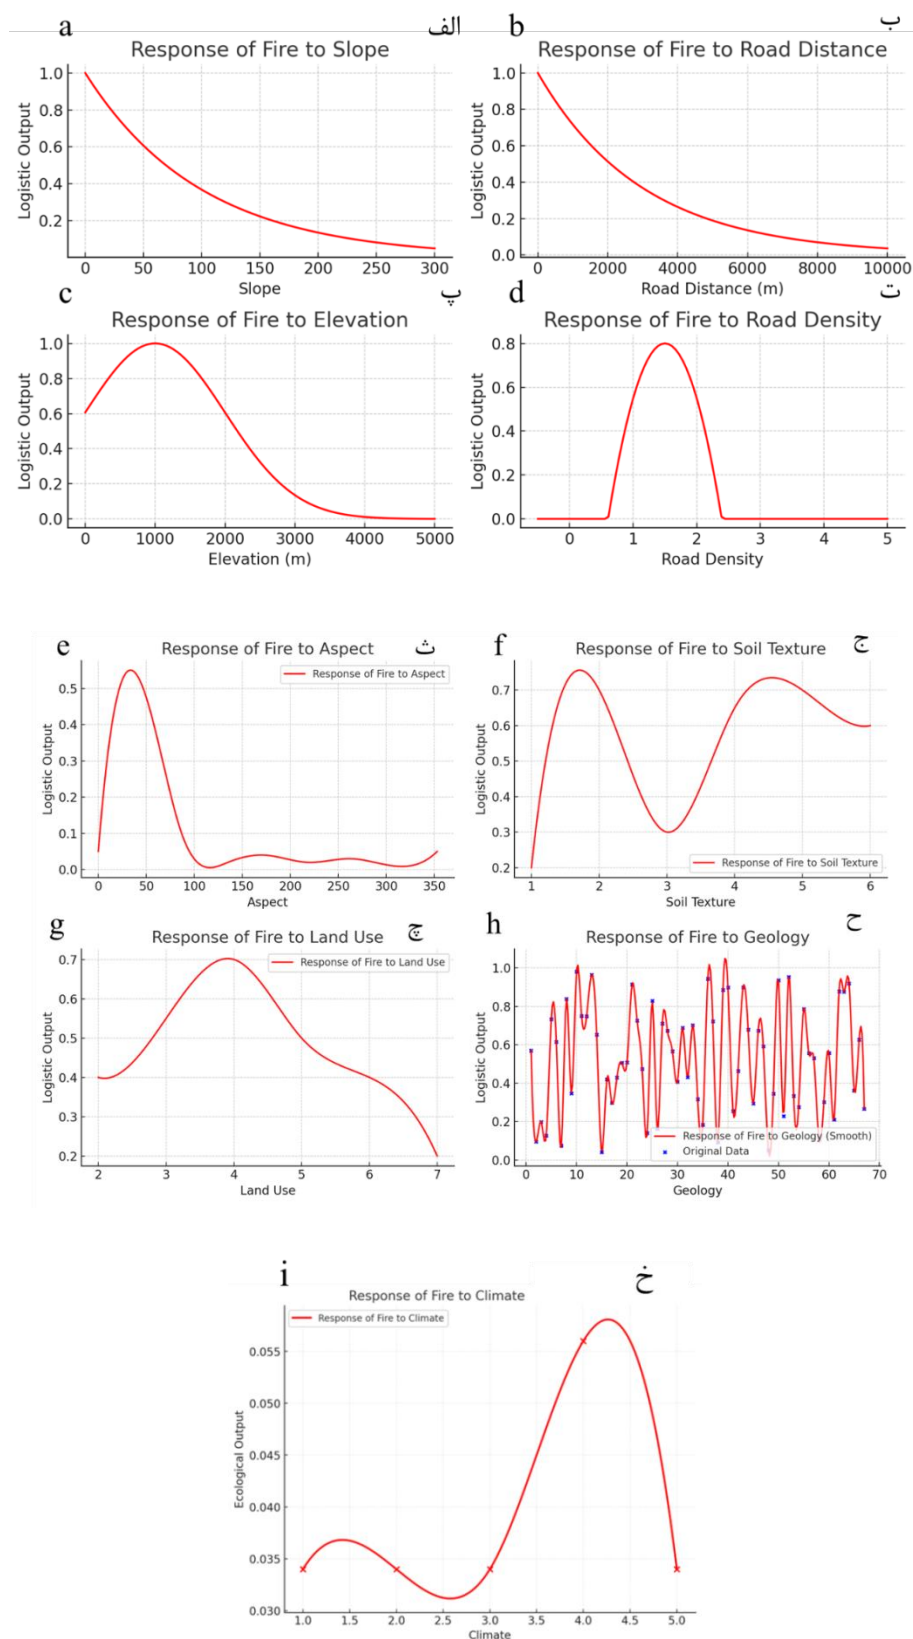 a
الف
Response of Fire to Slope
1.0
0.8
0.6
0.4
0.2
Logistic Output
0 50 100 150 200 250 300
Slope
b
ب
Response of Fire to Road Distance
1.0
0.8
0.6
0.4
0.2
0.0
Logistic Output
0 2000 4000 6000 8000 10000
Road Distance (m)
c
پ
Response of Fire to Elevation
1.0
0.8
0.6
0.4
0.2
0.0
Logistic Output
0 1000 2000 3000 4000 5000
Elevation (m)
d
ت
Response of Fire to Road Density
0.8
0.6
0.4
0.2
0.0
Logistic Output
0 1 2 3 4 5
Road Density
e
ث
Response of Fire to Aspect
Response of Fire to Aspect
0.5
0.4
0.3
0.2
0.1
0.0
Logistic Output
0 50 100 150 200 250 300 350
Aspect
f
ج
Response of Fire to Soil Texture
0.7
0.6
0.5
0.4
0.3
0.2
Logistic Output
Response of Fire to Soil Texture
1 2 3 4 5 6
Soil Texture
g
چ
Response of Fire to Land Use
Response of Fire to Land Use
0.7
0.6
0.5
0.4
0.3
0.2
Logistic Output
2 3 4 5 6 7
Land Use
h
ح
Response of Fire to Geology
1.0
0.8
0.6
0.4
0.2
0.0
Logistic Output
Response of Fire to Geology (Smooth)
Original Data
0 10 20 30 40 50 60 70
Geology
i
خ
Response of Fire to Climate
Response of Fire to Climate
0.055
0.050
0.045
0.040
0.035
0.030
Ecological Output
1.0 1.5 2.0 2.5 3.0 3.5 4.0 4.5 5.0
Climate